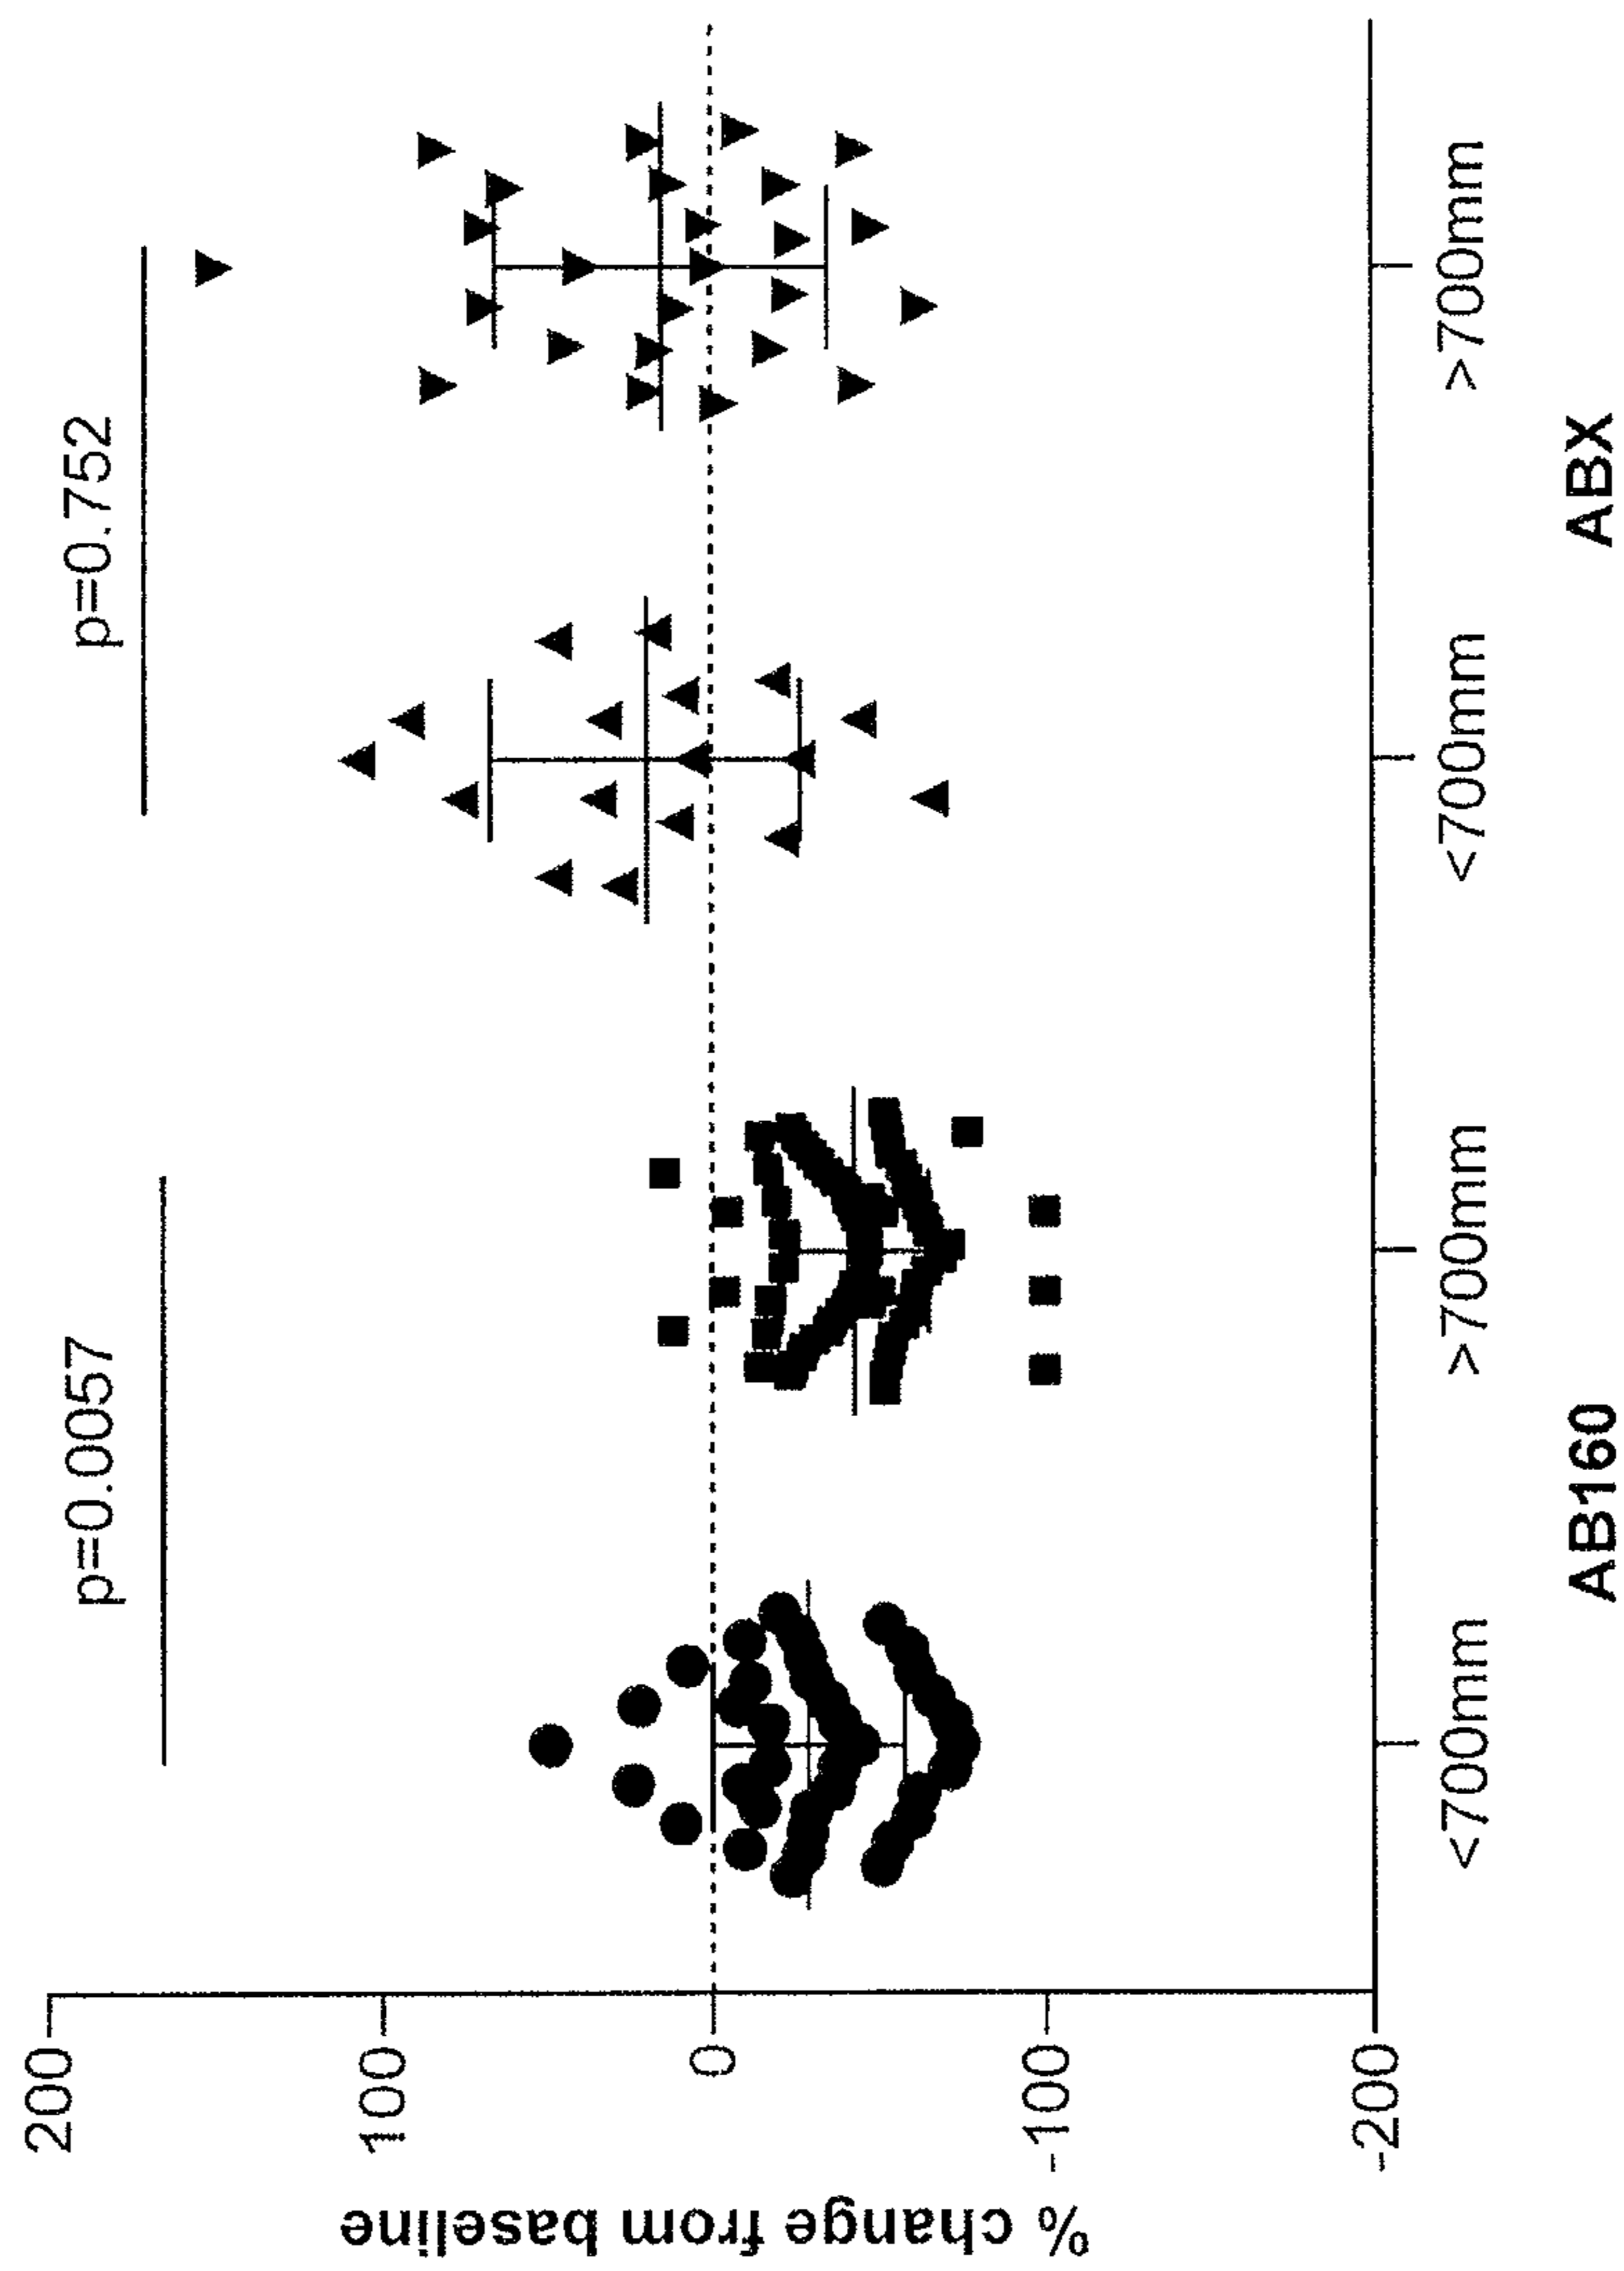 p=0.0057
p=0.752
200
100
0
-100
-200
% change from baseline
<700mm
>700mm
<700mm
>700mm
AB160
ABX